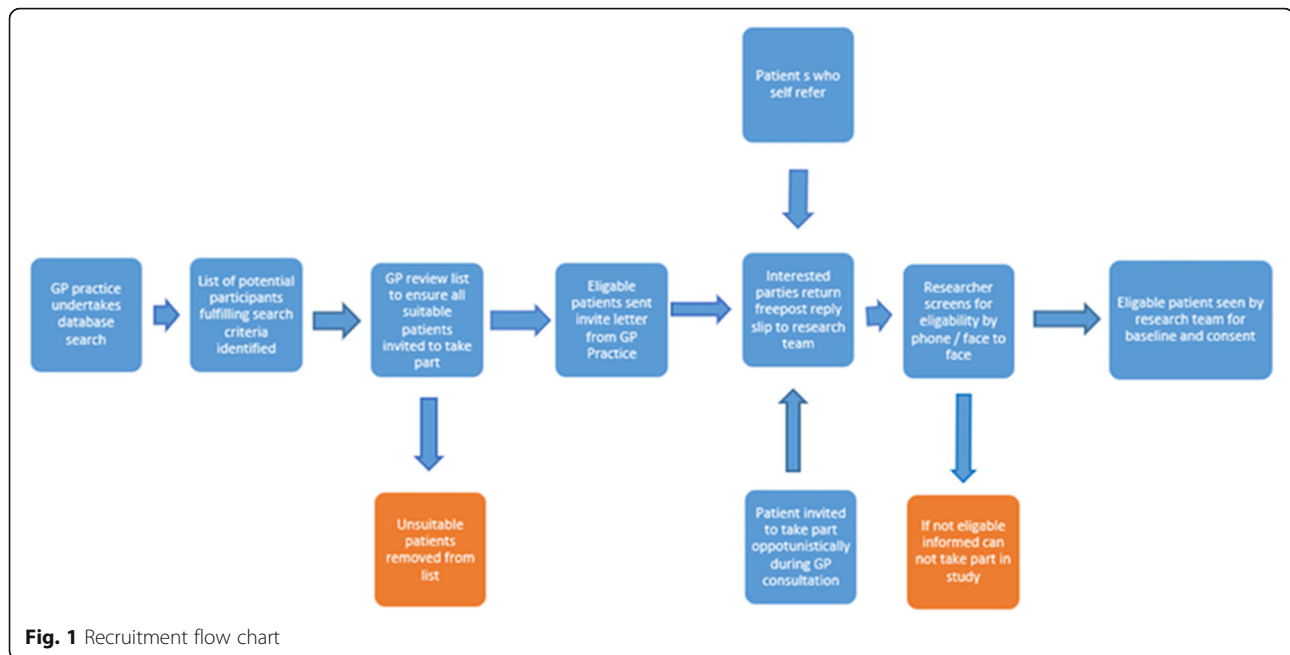 Patient s who
self refer
GP practice
undertakes
database
search
List of potential
participants
fulfilling search
criteria
identified
GP review list
to ensure all
suitable
patients
invited to take
part
Eligable
patients sent
invite letter
from GP
Practice
Interested
parties return
freepost reply
slip to research
team
Researcher
screens for
eligability by
phone / face to
face
Eligable patient seen by
research team for
baseline and consent
Unsuitable
patients
removed from
list
Patient invited
to take part
oppotunistically
during GP
consultation
If not eligable
informed can
not take part in
study
Fig. 1 Recruitment flow chart